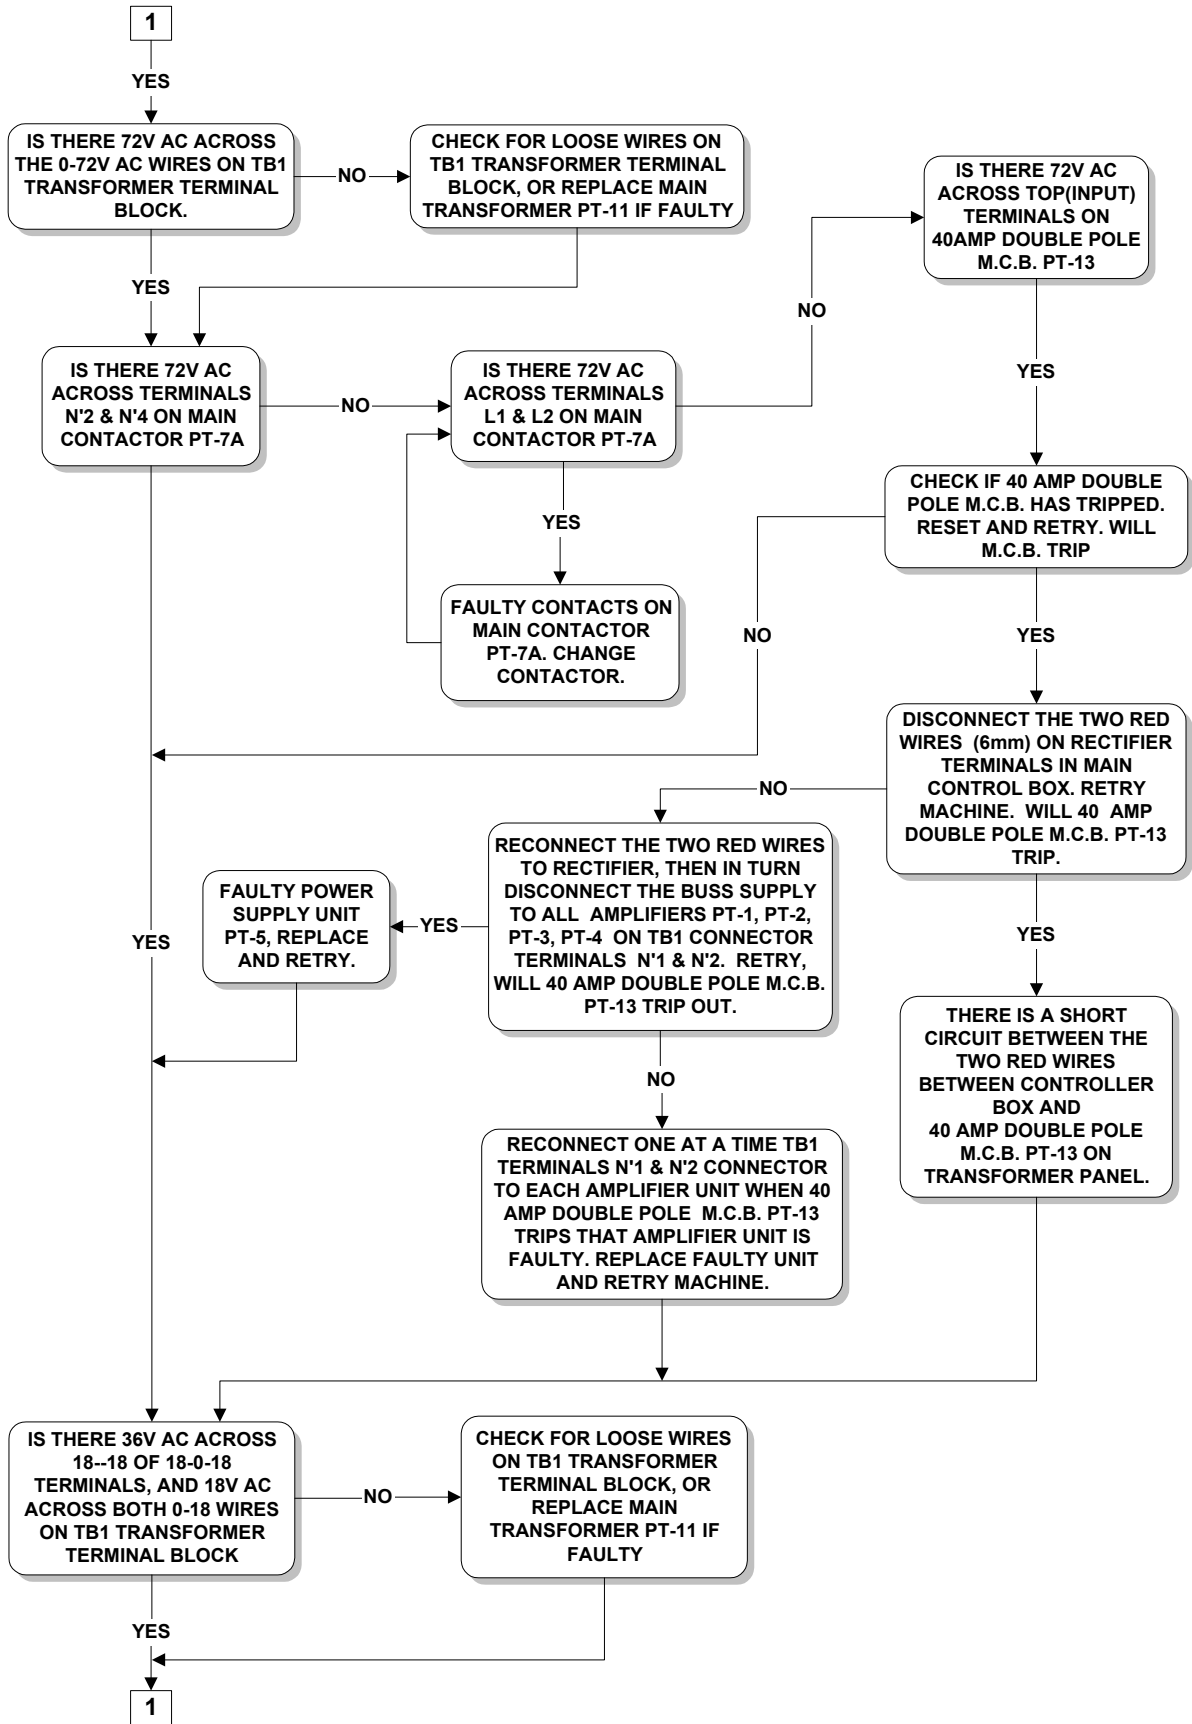 1
YES
IS THERE 72V AC ACROSS
THE 0-72V AC WIRES ON TB1
TRANSFORMER TERMINAL
BLOCK.
NO
CHECK FOR LOOSE WIRES ON
TB1 TRANSFORMER TERMINAL
BLOCK, OR REPLACE MAIN
TRANSFORMER PT-11 IF FAULTY
IS THERE 72V AC
ACROSS TOP(INPUT)
TERMINALS ON
40AMP DOUBLE POLE
M.C.B. PT-13
YES
NO
IS THERE 72V AC
ACROSS TERMINALS
N'2 & N'4 ON MAIN
CONTACTOR PT-7A
NO
IS THERE 72V AC
ACROSS TERMINALS
L1 & L2 ON MAIN
CONTACTOR PT-7A
YES
CHECK IF 40 AMP DOUBLE
POLE M.C.B. HAS TRIPPED.
RESET AND RETRY. WILL
M.C.B. TRIP
YES
FAULTY CONTACTS ON
MAIN CONTACTOR
PT-7A. CHANGE
CONTACTOR.
NO
YES
DISCONNECT THE TWO RED
WIRES (6mm) ON RECTIFIER
TERMINALS IN MAIN
CONTROL BOX. RETRY
MACHINE. WILL 40 AMP
DOUBLE POLE M.C.B. PT-13
TRIP.
NO
RECONNECT THE TWO RED WIRES
TO RECTIFIER, THEN IN TURN
DISCONNECT THE BUSS SUPPLY
TO ALL AMPLIFIERS PT-1, PT-2,
PT-3, PT-4 ON TB1 CONNECTOR
TERMINALS N'1 & N'2. RETRY,
WILL 40 AMP DOUBLE POLE M.C.B.
PT-13 TRIP OUT.
YES
FAULTY POWER
SUPPLY UNIT
PT-5, REPLACE
AND RETRY.
YES
YES
THERE IS A SHORT
CIRCUIT BETWEEN THE
TWO RED WIRES
BETWEEN CONTROLLER
BOX AND
40 AMP DOUBLE POLE
M.C.B. PT-13 ON
TRANSFORMER PANEL.
NO
RECONNECT ONE AT A TIME TB1
TERMINALS N'1 & N'2 CONNECTOR
TO EACH AMPLIFIER UNIT WHEN 40
AMP DOUBLE POLE M.C.B. PT-13
TRIPS THAT AMPLIFIER UNIT IS
FAULTY. REPLACE FAULTY UNIT
AND RETRY MACHINE.
IS THERE 36V AC ACROSS
18--18 OF 18-0-18
TERMINALS, AND 18V AC
ACROSS BOTH 0-18 WIRES
ON TB1 TRANSFORMER
TERMINAL BLOCK
NO
CHECK FOR LOOSE WIRES
ON TB1 TRANSFORMER
TERMINAL BLOCK, OR
REPLACE MAIN
TRANSFORMER PT-11 IF
FAULTY
YES
1